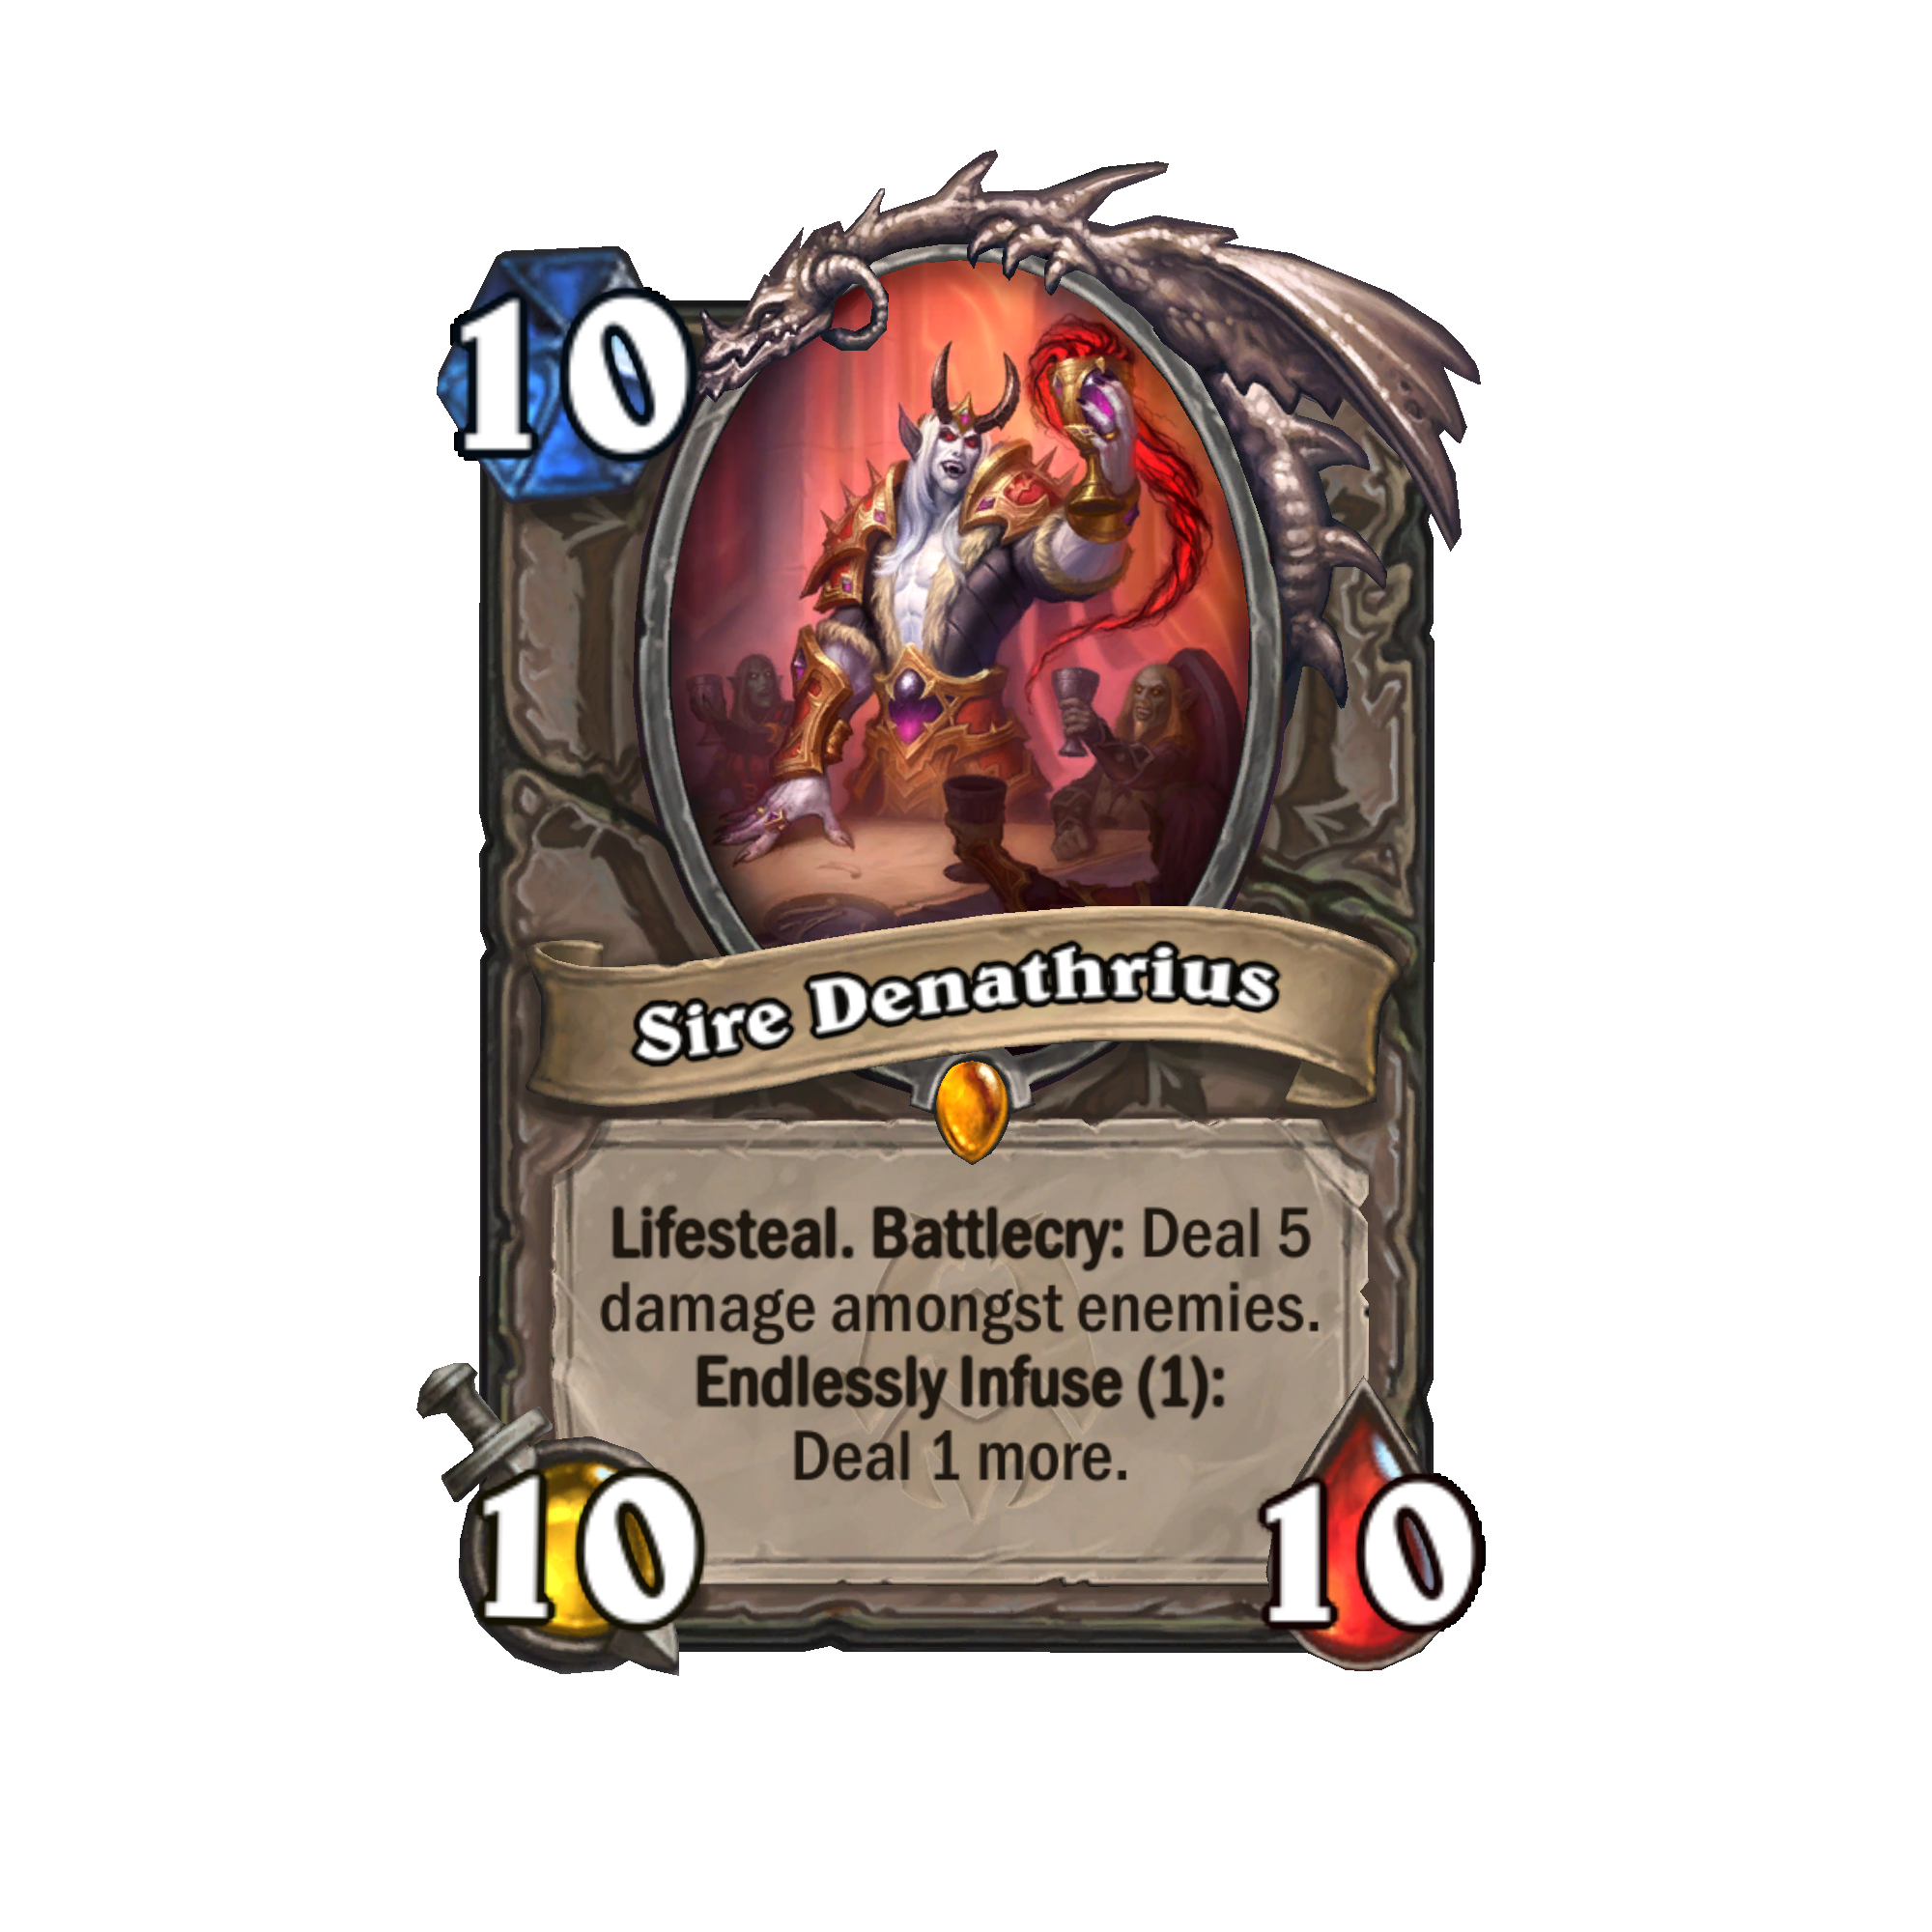 10
Sire Denathrius
Lifesteal. Battlecry: Deal 5
damage amongst enemies.
Endlessly Infuse (1):
Deal 1 more.
10
10